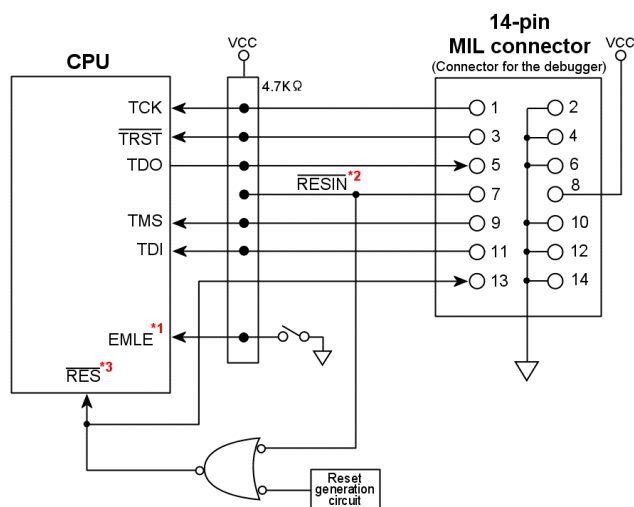 14-pin
MIL connector
(Connector for the debugger)
VCC
VCC
CPU
4.7KΩ
TCK
1
2
TRST
3
4
TDO
5
6
RESIN*2
7
8
TMS
9
10
TDI
11
12
13
14
EMLE*1
RES*3
Reset
generation
circuit